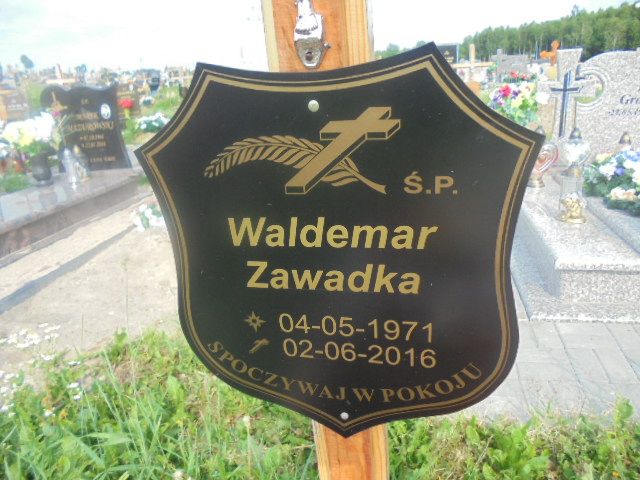 Ś.P.
Waldemar
Zawadka
04-05-1971
02-06-2016
SPOCZYWAJ W POKOJU